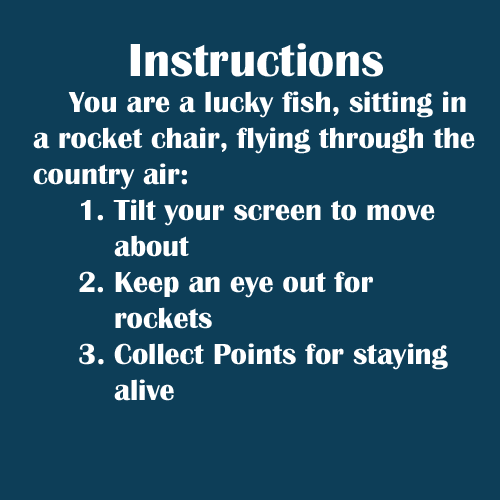 Instructions
You are a lucky fish, sitting in
a rocket chair, flying through the
country air:
1. Tilt your screen to move
about
2. Keep an eye out for
rockets
3. Collect Points for staying
alive